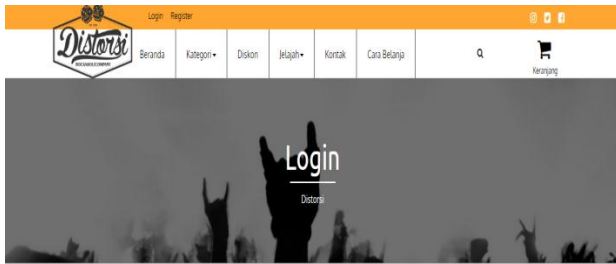 Login Register
Distorsi
Beranda Kategori Diskon Jelajah Kontak Cara Belanja
Keranjang
Login
Distorsi